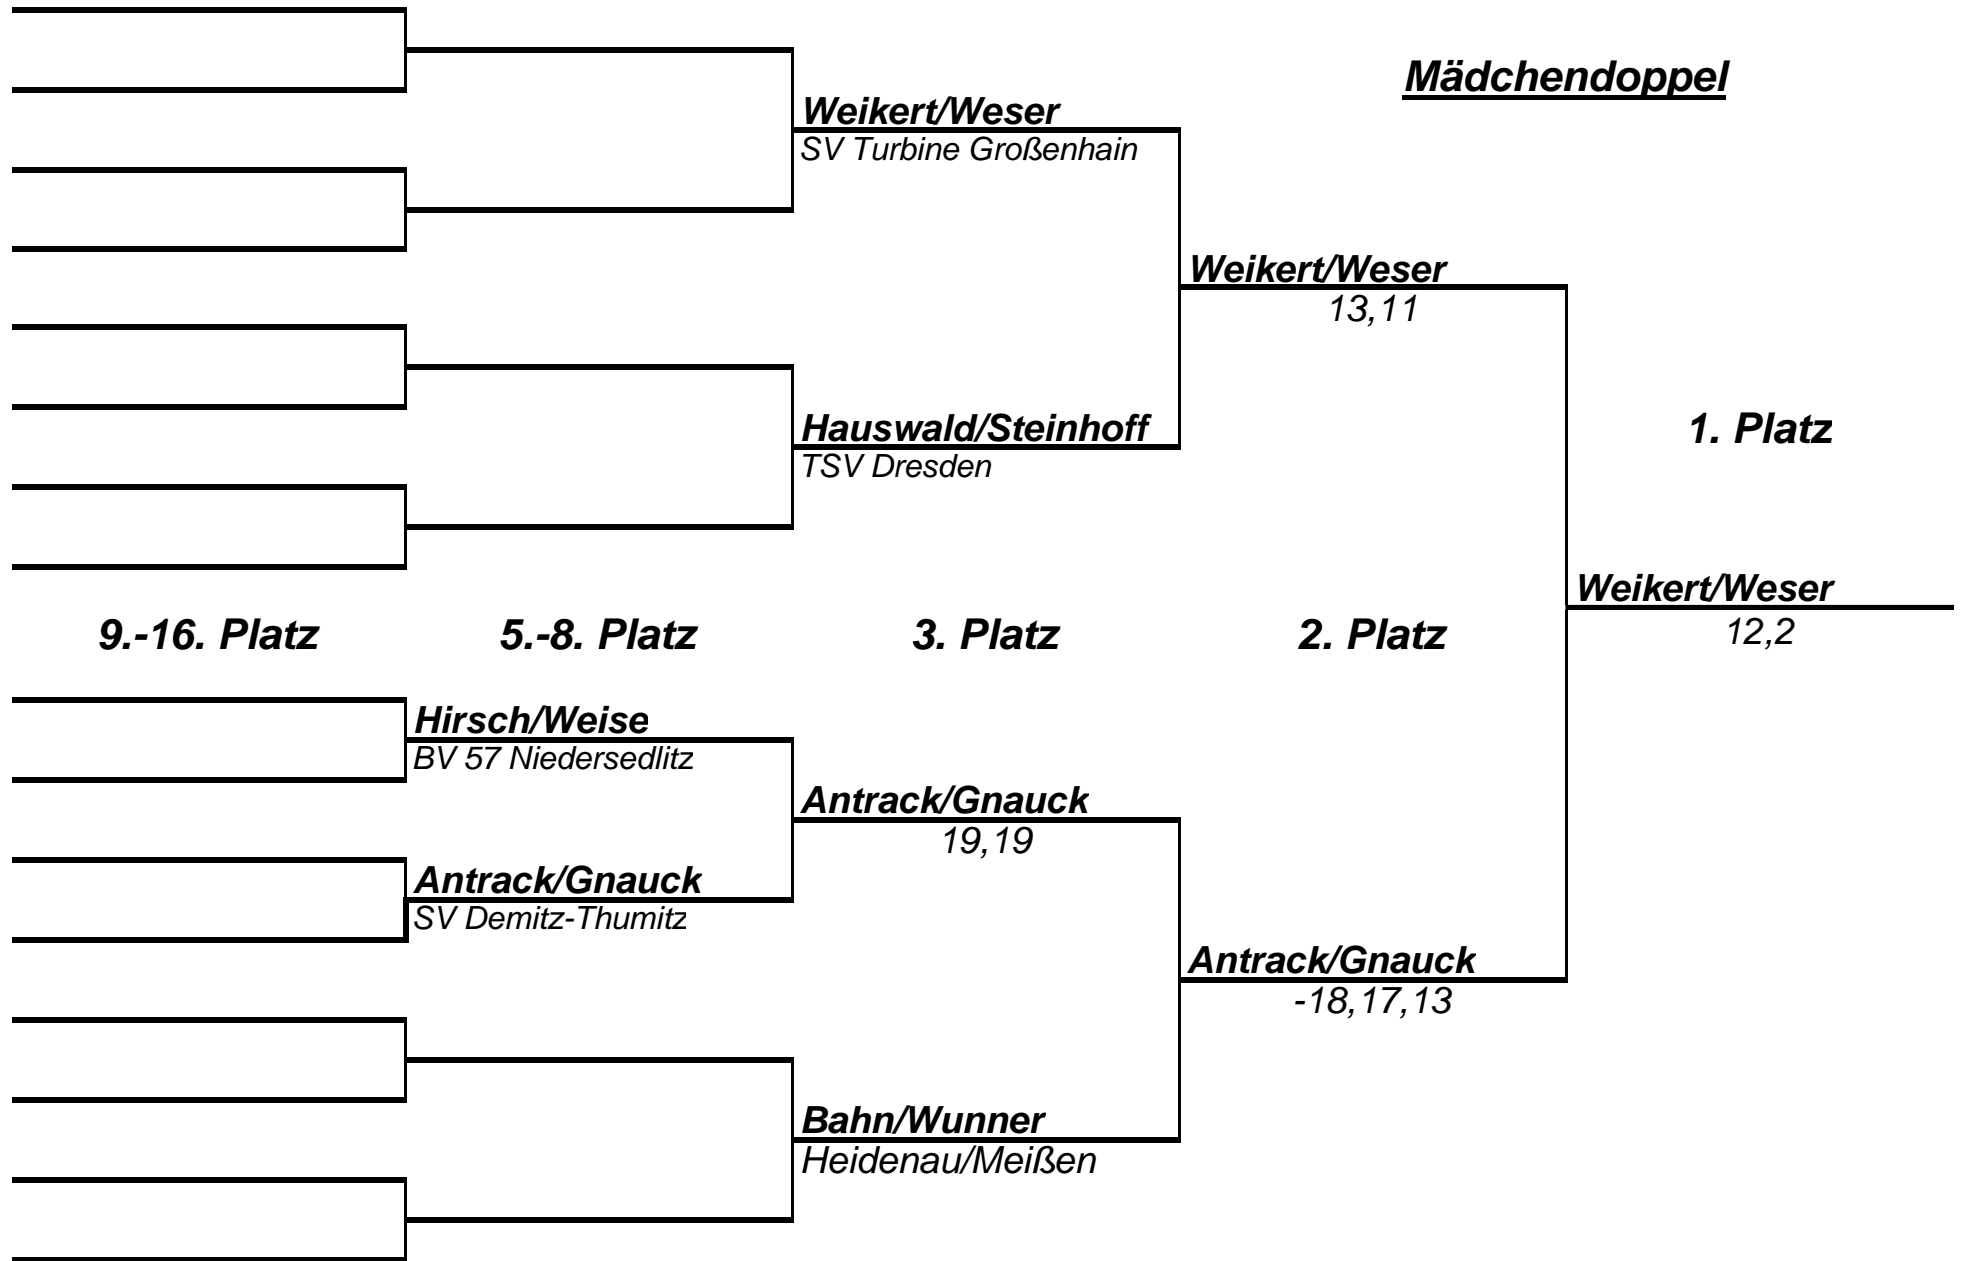 Mädchendoppel
Weikert/Weser
SV Turbine Großenhain
Weikert/Weser
13,11
Hauswald/Steinhoff
TSV Dresden
1. Platz
Weikert/Weser
12,2
9.-16. Platz
5.-8. Platz
3. Platz
2. Platz
Hirsch/Weise
BV 57 Niedersedlitz
Antrack/Gnauck
19,19
Antrack/Gnauck
SV Demitz-Thumitz
Antrack/Gnauck
-18,17,13
Bahn/Wunner
Heidenau/Meißen